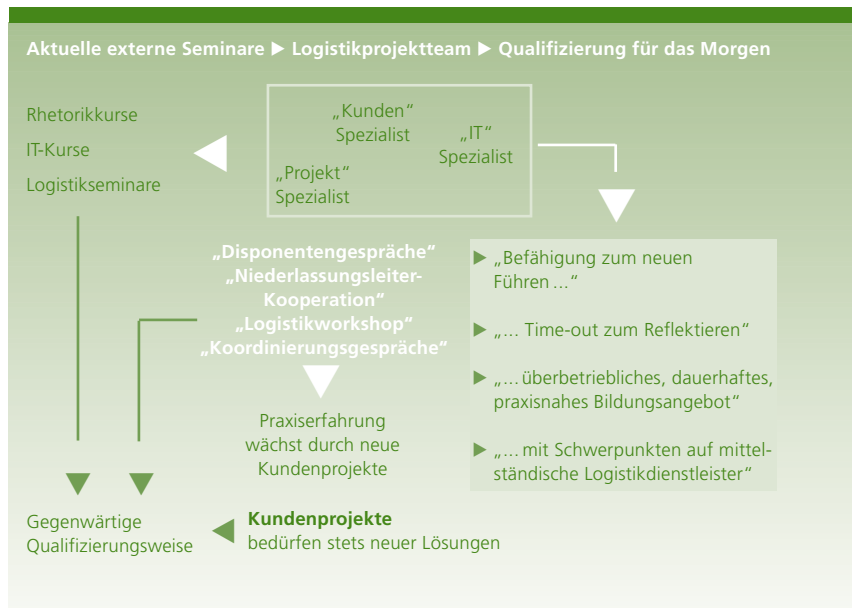 Aktuelle externe Seminare ▶ Logistikprojektteam ▶ Qualifizierung für das Morgen
Rhetorikkurse
IT-Kurse
Logistikseminare
„Kunden“
Spezialist
„IT“
Spezialist
„Projekt“
Spezialist
„Disponentengespräche“
„Niederlassungsleiter-
Kooperation“
„Logistikworkshop“
„Koordinierungsgespräche“
Praxiserfahrung
wächst durch neue
Kundenprojekte
▶ „Befähigung zum neuen
Führen ...“
▶ „... Time-out zum Reflektieren“
▶ „... überbetriebliches, dauerhaftes,
praxisnahes Bildungsangebot“
▶ „... mit Schwerpunkten auf mittel-
ständische Logistikdienstleister“
Gegenwärtige
Qualifizierungsweise
Kundenprojekte
bedürfen stets neuer Lösungen